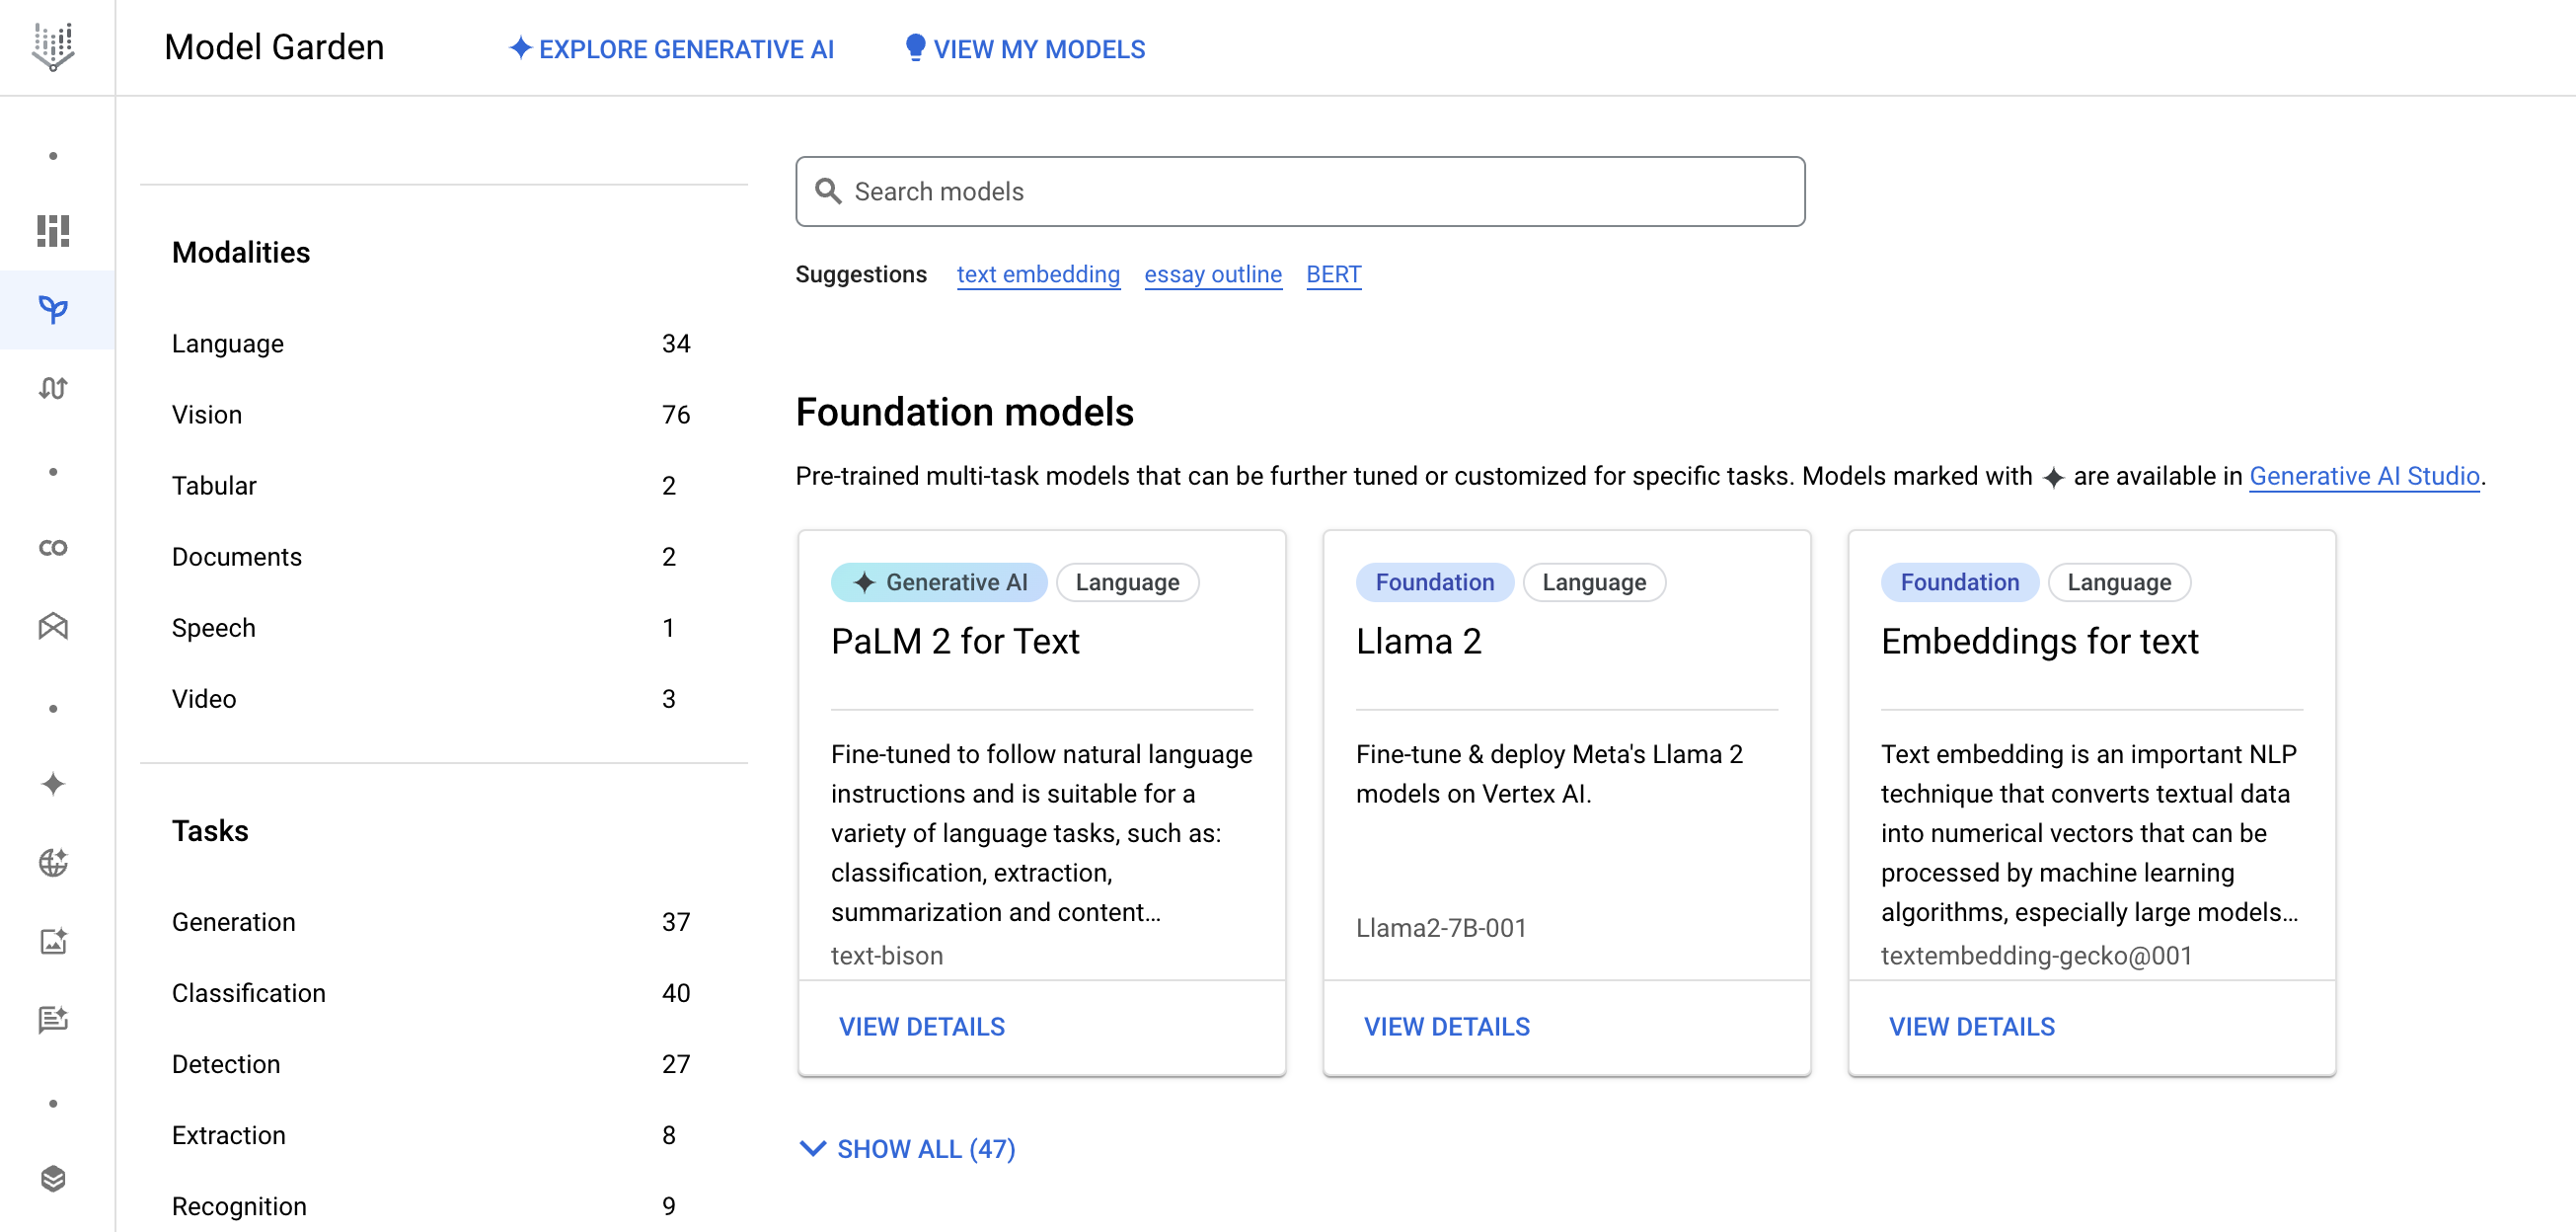 Model Garden
EXPLORE GENERATIVE AI
VIEW MY MODELS
Modalities
Language 34
Vision 76
Tabular 2
Documents 2
Speech 1
Video 3
Tasks
Generation 37
Classification 40
Detection 27
Extraction 8
Recognition 9
Search models
Suggestions text embedding essay outline BERT
Foundation models
Pre-trained multi-task models that can be further tuned or customized for specific tasks. Models marked with ✦ are available in Generative AI Studio.
Generative AI Language
PaLM 2 for Text
Fine-tuned to follow natural language
instructions and is suitable for a
variety of language tasks, such as:
classification, extraction,
summarization and content...
text-bison
VIEW DETAILS
Foundation Language
Llama 2
Fine-tune & deploy Meta's Llama 2
models on Vertex AI.
Llama2-7B-001
VIEW DETAILS
Foundation Language
Embeddings for text
Text embedding is an important NLP
technique that converts textual data
into numerical vectors that can be
processed by machine learning
algorithms, especially large models...
textembedding-gecko@001
VIEW DETAILS
SHOW ALL (47)